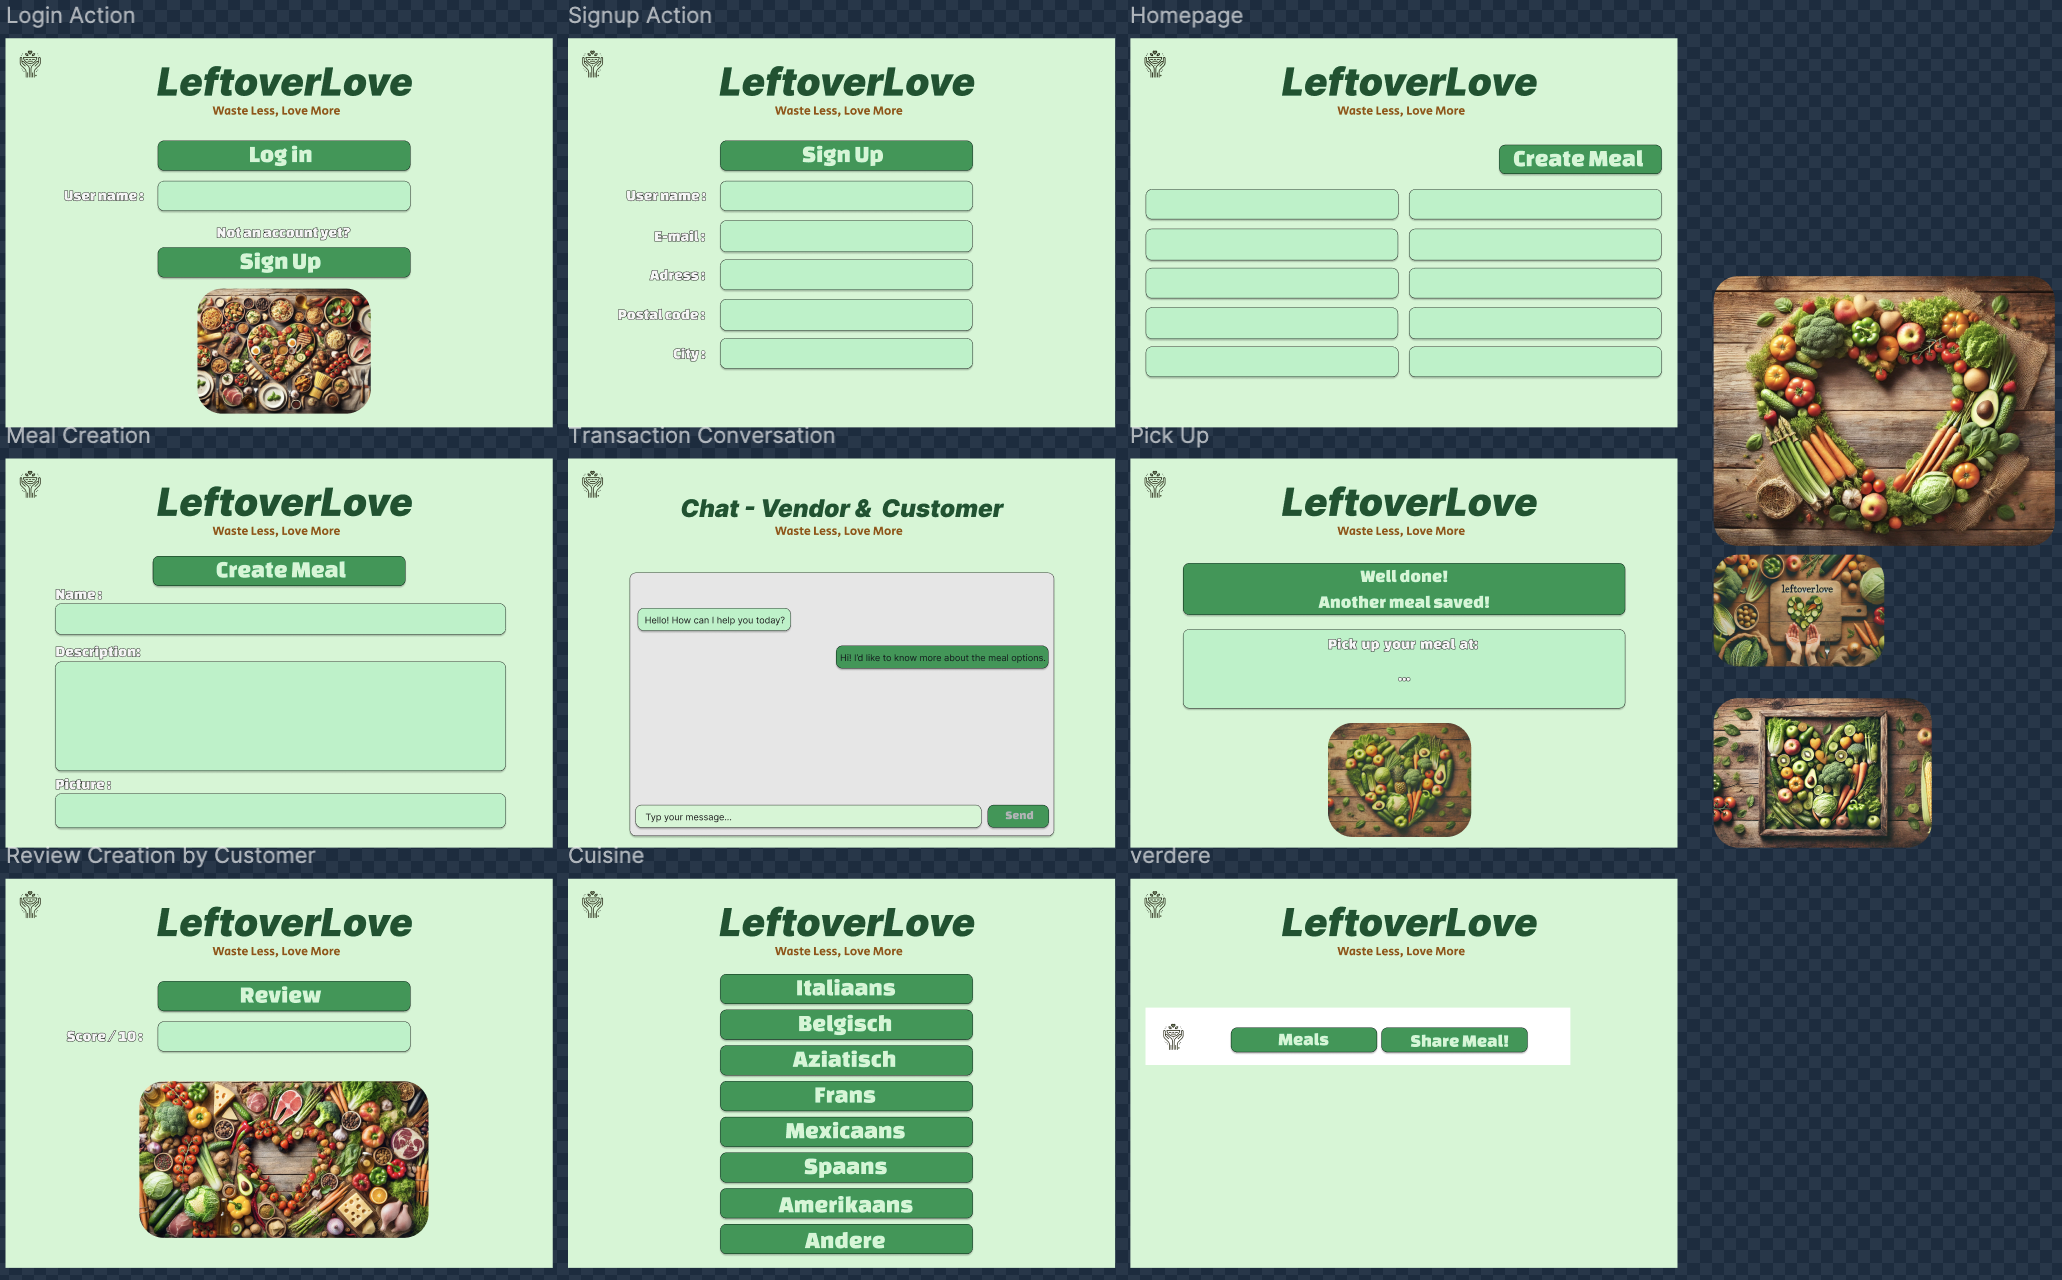 Login Action
LeftoverLove
Waste Less, Love More
Log in
User name :
Not an account yet?
Sign Up
Signup Action
LeftoverLove
Waste Less, Love More
Sign Up
User name :
E-mail :
Adress :
Postal code :
City :
Homepage
LeftoverLove
Waste Less, Love More
Create Meal
Meal Creation
LeftoverLove
Waste Less, Love More
Create Meal
Name :
Description:
Picture :
Transaction Conversation
Chat - Vendor & Customer
Waste Less, Love More
Hello! How can I help you today?
Hi! I'd like to know more about the meal options.
Typ your message...
Send
Pick Up
LeftoverLove
Waste Less, Love More
Well done!
Another meal saved!
Pick up your meal at:
...
leftoverlove
Review Creation by Customer
LeftoverLove
Waste Less, Love More
Review
Score / 10 :
Cuisine
LeftoverLove
Waste Less, Love More
Italiaans
Belgisch
Aziatisch
Frans
Mexicaans
Spaans
Amerikaans
Andere
verdere
LeftoverLove
Waste Less, Love More
Meals
Share Meal!